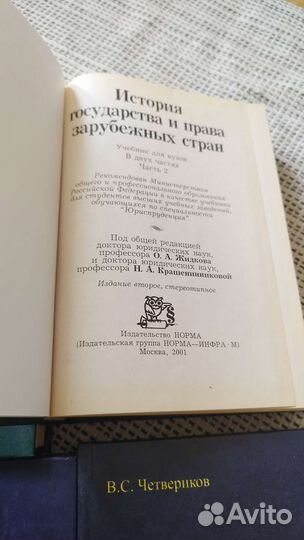 История
государства и права
зарубежных стран
Учебник для вузов
В двух частях
Часть 2
Рекомендован Министерством
общего и профессионального образования
Российской Федерации в качестве учебника
для студентов высших учебных заведений,
обучающихся по специальности
"Юриспруденция"
Под общей редакцией
доктора юридических наук,
профессора О. А. Жидкова
и доктора юридических наук,
профессора Н. А. Крашенинниковой
Издание второе, стереотипное
Издательство НОРМА
(Издательская группа НОРМА—ИНФРА • М)
Москва, 2001
В.С. Четвериков
Avito